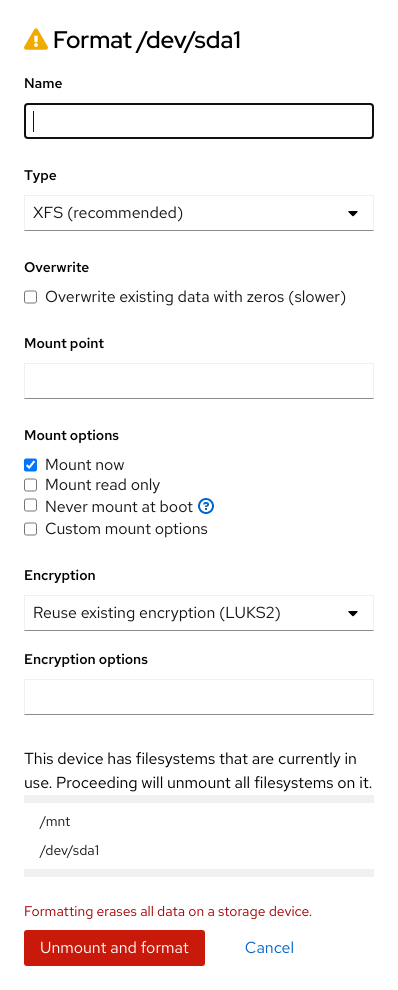 Format /dev/sda1
Name
Type
XFS (recommended)
Overwrite
Overwrite existing data with zeros (slower)
Mount point
Mount options
Mount now
Mount read only
Never mount at boot
Custom mount options
Encryption
Reuse existing encryption (LUKS2)
Encryption options
This device has filesystems that are currently in
use. Proceeding will unmount all filesystems on it.
/mnt
/dev/sda1
Formatting erases all data on a storage device.
Unmount and format Cancel